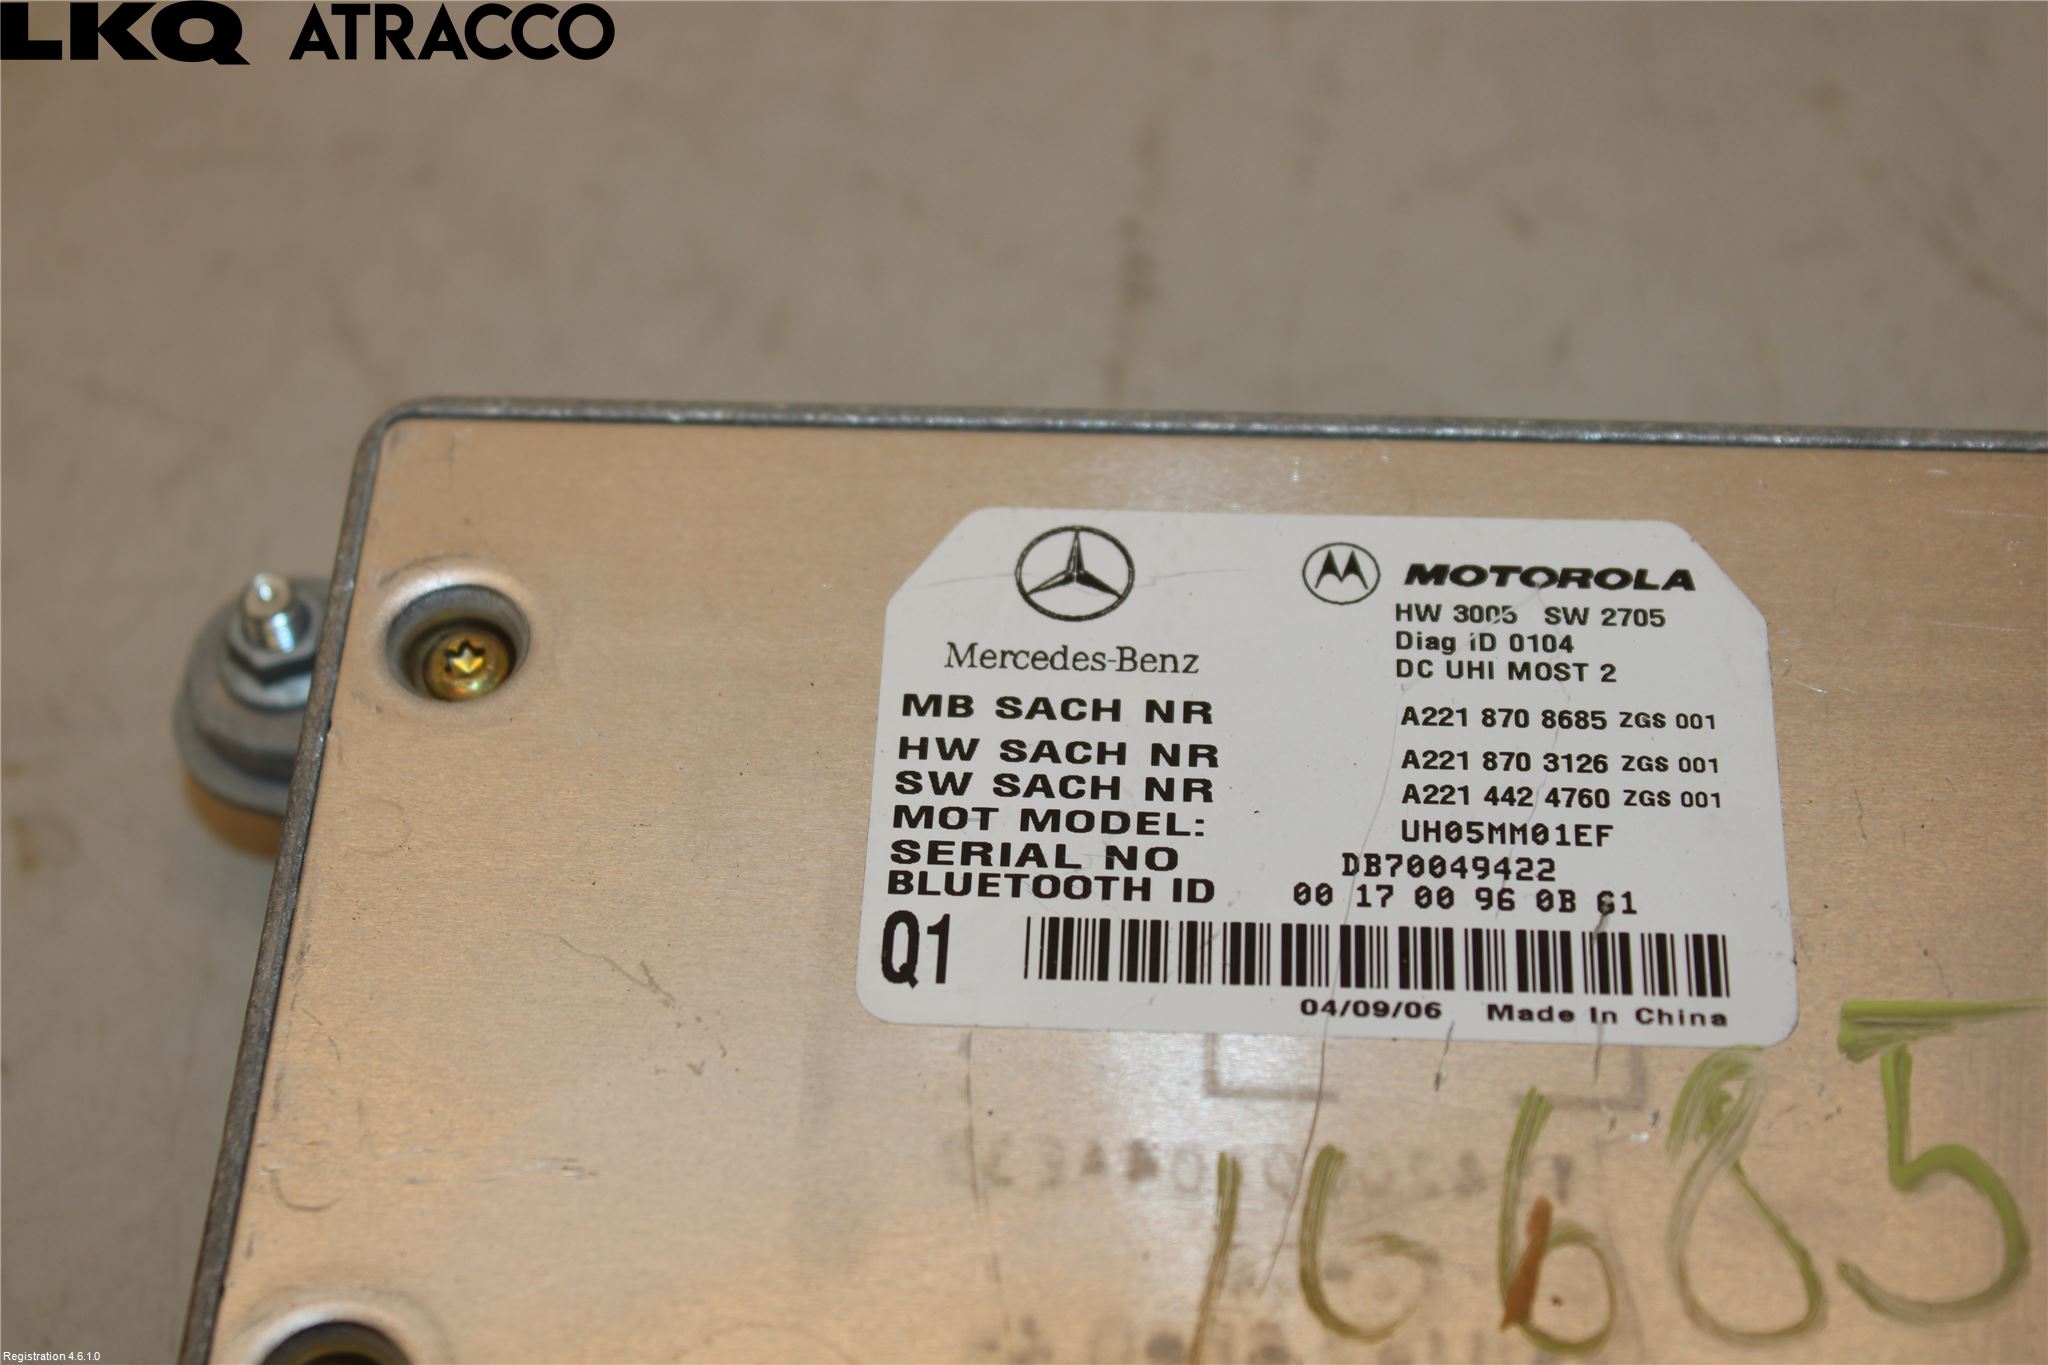 LKQ ATRACCO
Mercedes-Benz
MOTOROLA
HW 3005 SW 2705
Diag ID 0104
DC UHI MOST 2
MB SACH NR A221 870 8685 ZGS 001
HW SACH NR A221 870 3126 ZGS 001
SW SACH NR A221 442 4760 ZGS 001
MOT MODEL: UH05MM01EF
SERIAL NO DB70049422
BLUETOOTH ID 00 17 00 96 0B 61
Q1
04/09/06 Made In China
16685
Registration 4.6.1.0